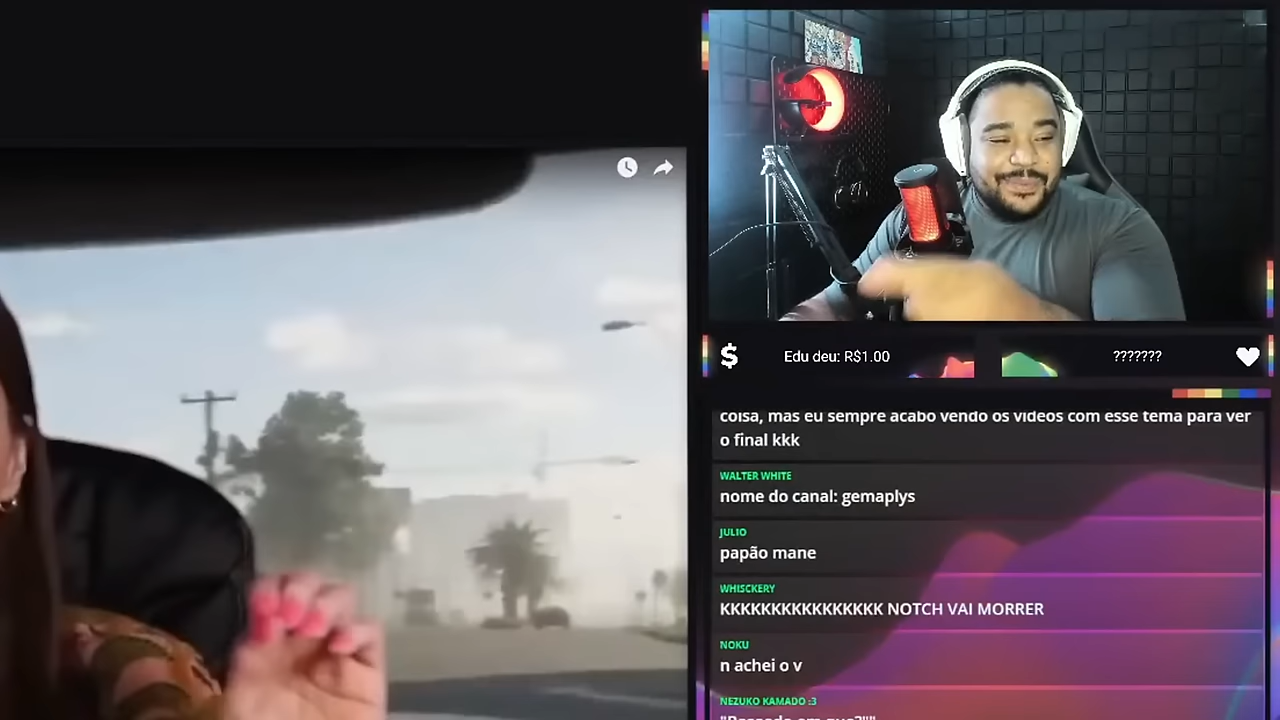 $ Edu deu: R$1.00
???????
coisa, mas eu sempre acabo vendo os vídeos com esse tema para ver
o final kkk
WALTER WHITE
nome do canal: gemaplys
JULIO
papão mane
WHISCKERY
KKKKKKKKKKKKKKKK NOTCH VAI MORRER
NOKU
n achei o v
NEZUKO KAMADO :3